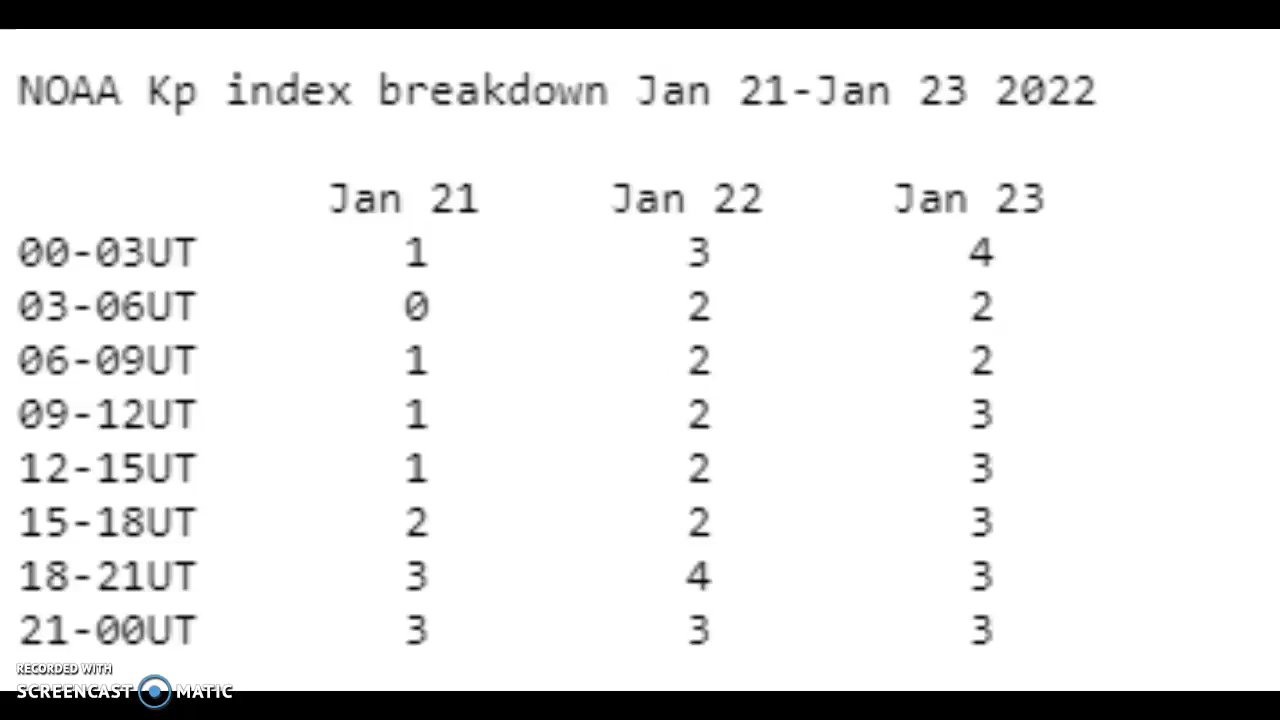 NOAA Kp index breakdown Jan 21-Jan 23 2022
Jan 21 Jan 22 Jan 23
00-03UT 1 3 4
03-06UT 0 2 2
06-09UT 1 2 2
09-12UT 1 2 3
12-15UT 1 2 3
15-18UT 2 2 3
18-21UT 3 4 3
21-00UT 3 3 3
RECORDED WITH
SCREENCAST MATIC